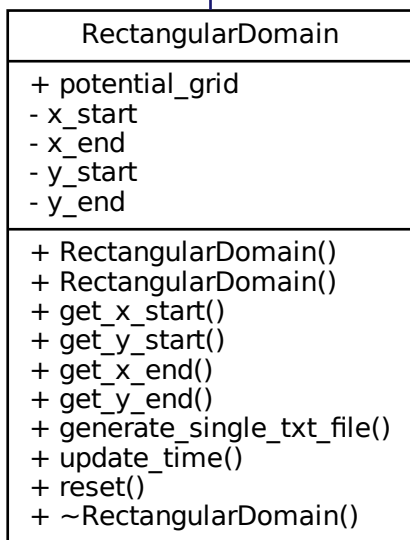 RectangularDomain
+ potential_grid
- x_start
- x_end
- y_start
- y_end
+ RectangularDomain()
+ RectangularDomain()
+ get_x_start()
+ get_y_start()
+ get_x_end()
+ get_y_end()
+ generate_single_txt_file()
+ update_time()
+ reset()
+ ~RectangularDomain()